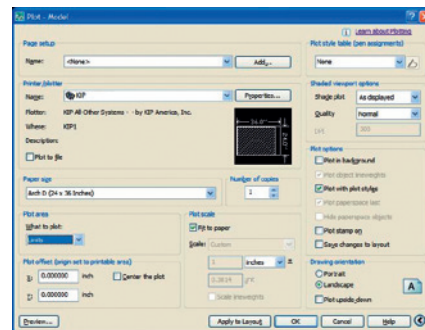 Plot - Model
Learn about Plotting
Page setup
Name: <None> Add...
Printer/plotter
Name: KIP Properties...
Plotter: KIP All Other Systems - by KIP America, Inc.
Where: KIP1
Description:
Plot to file
36.0"
24.0"
Paper size
Arch D (24 x 36 Inches)
Number of copies
1
Plot area
What to plot:
Limits
Plot offset (origin set to printable area)
X: 0.000000 inch Center the plot
Y: 0.000000 inch
Plot scale
Fit to paper
Scale: Custom
1 inches =
unit
Scale lineweights
Plot style table (pen assignments)
None
Shaded viewport options
Shade plot As displayed
Quality Normal
DPI 300
Plot options
Plot in background
Plot object lineweights
Plot with plot styles
Plot paperspace last
Hide paperspace objects
Plot stamp on
Save changes to layout
Drawing orientation
Portrait
Landscape
Plot upside-down
A
Preview... Apply to Layout OK Cancel Help